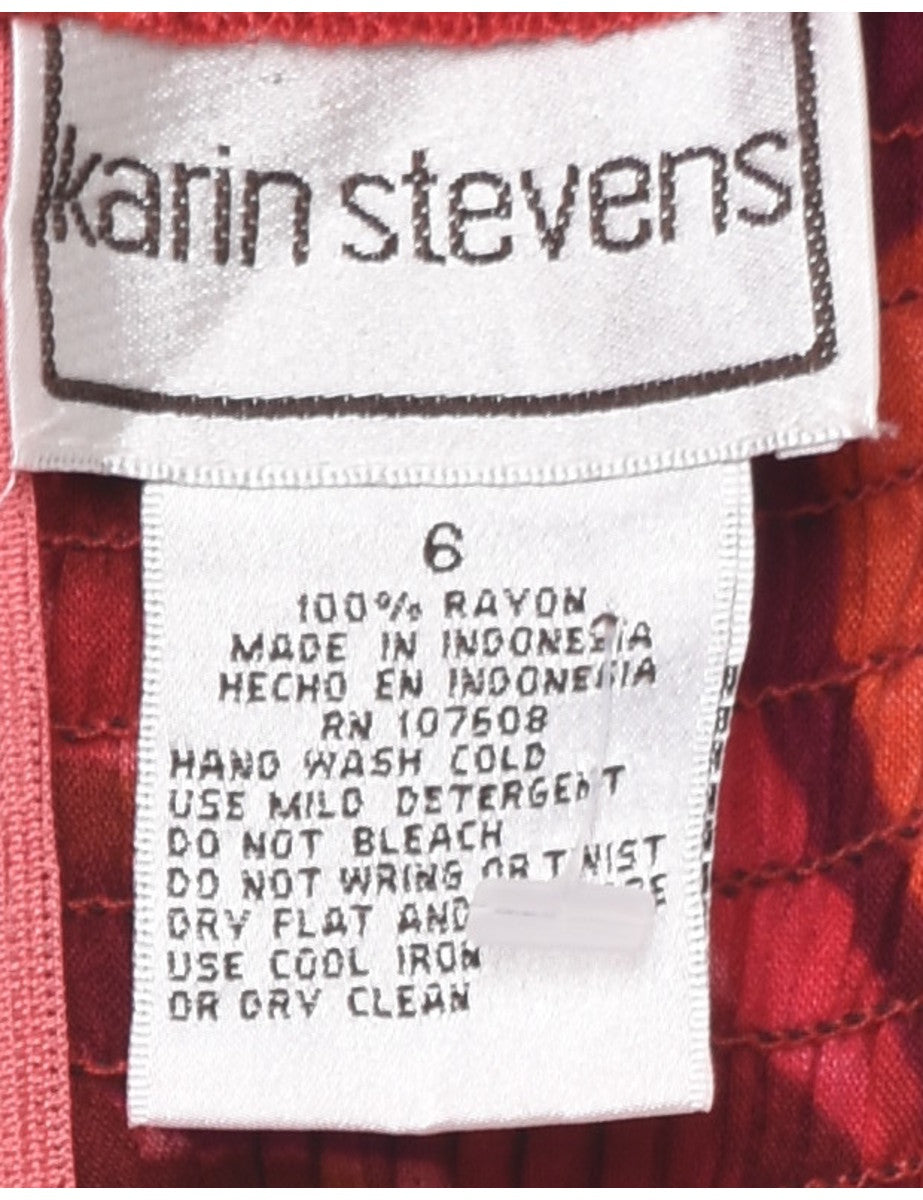 karin stevens
6
100% RAYON
MADE IN INDONESIA
HECHO EN INDONESIA
RN 107508
HAND WASH COLD
USE MILD DETERGENT
DO NOT BLEACH
DO NOT WRING OR TWIST
DRY FLAT AND
USE COOL IRON
OR DRY CLEAN